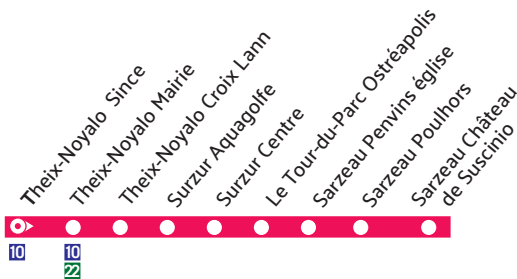 Theix-Noyalo Since
Theix-Noyalo Mairie
Theix-Noyalo Croix Lann
Surzur Aquagolfe
Surzur Centre
Le Tour-du-Parc Ostréapolis
Sarzeau Penvins église
Sarzeau Poulhors
Sarzeau Château
de Suscinio
10
10
22